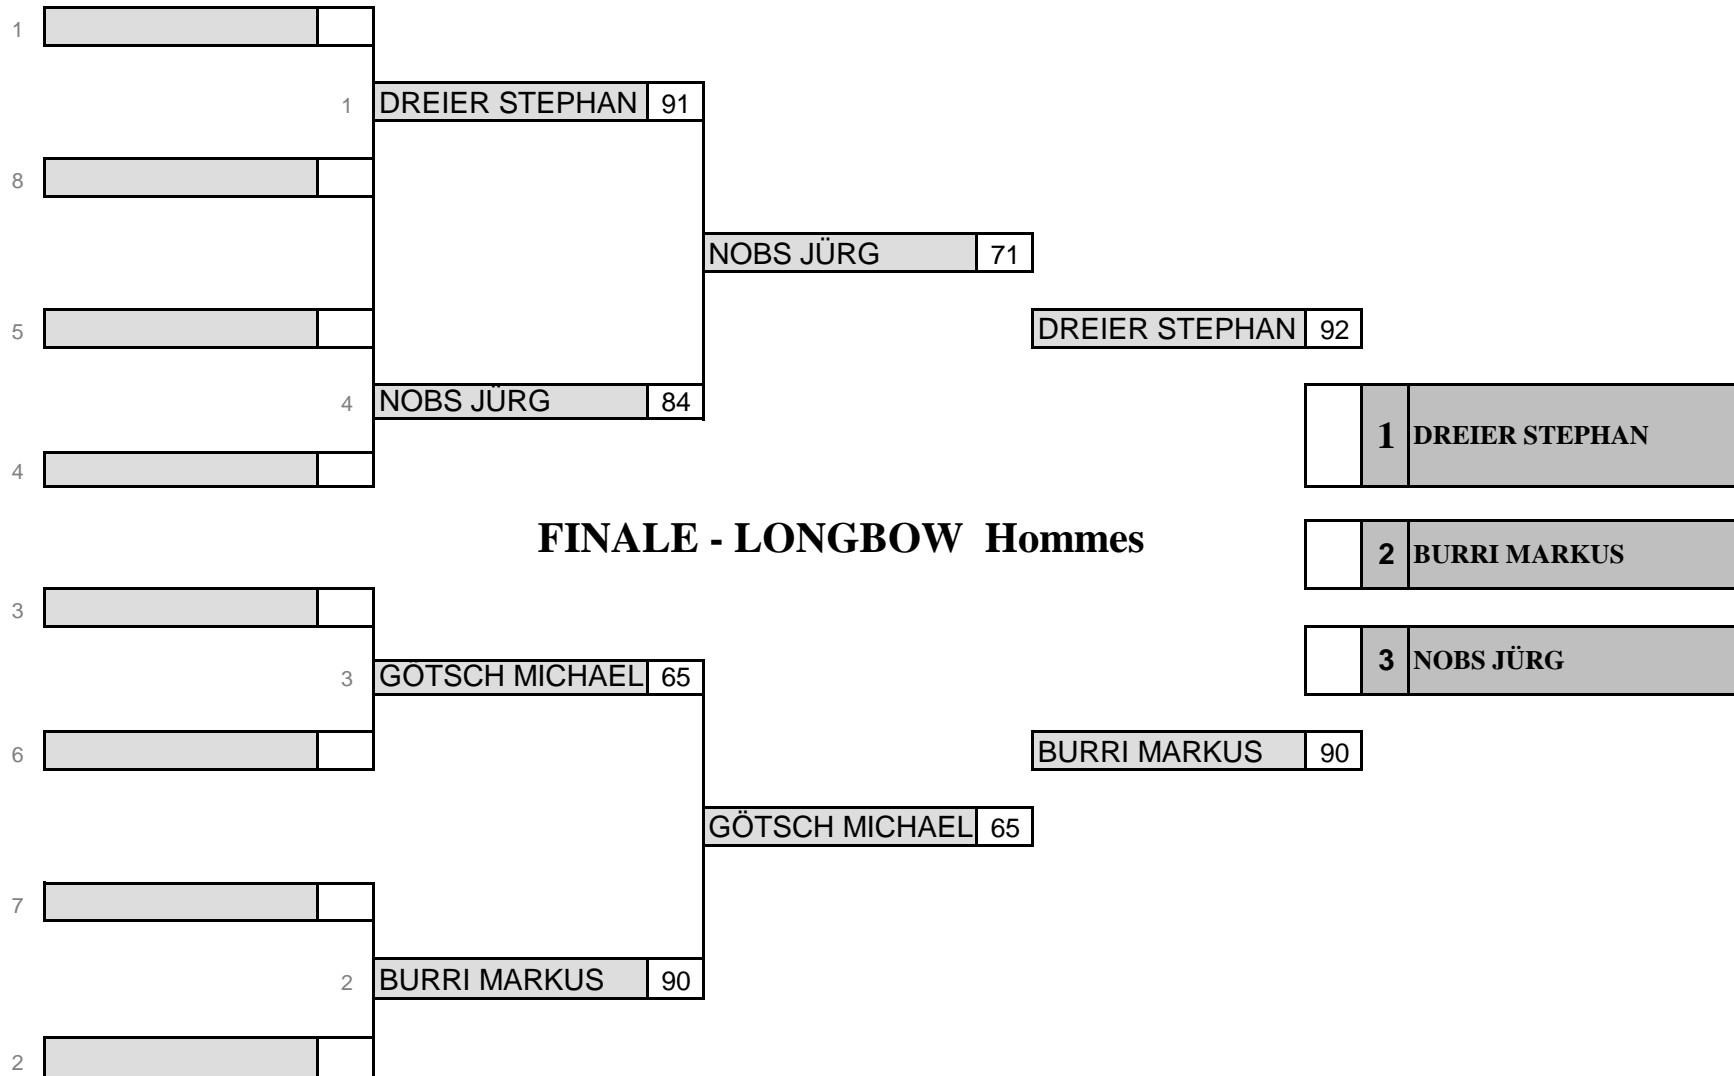 1
1 DREIER STEPHAN 91
8
NOBS JÜRG 71
5
DREIER STEPHAN 92
4 NOBS JÜRG 84
1 DREIER STEPHAN
4
FINALE - LONGBOW Hommes
2 BURRI MARKUS
3
3 GÖTSCH MICHAEL 65
3 NOBS JÜRG
6
BURRI MARKUS 90
GÖTSCH MICHAEL 65
7
2 BURRI MARKUS 90
2